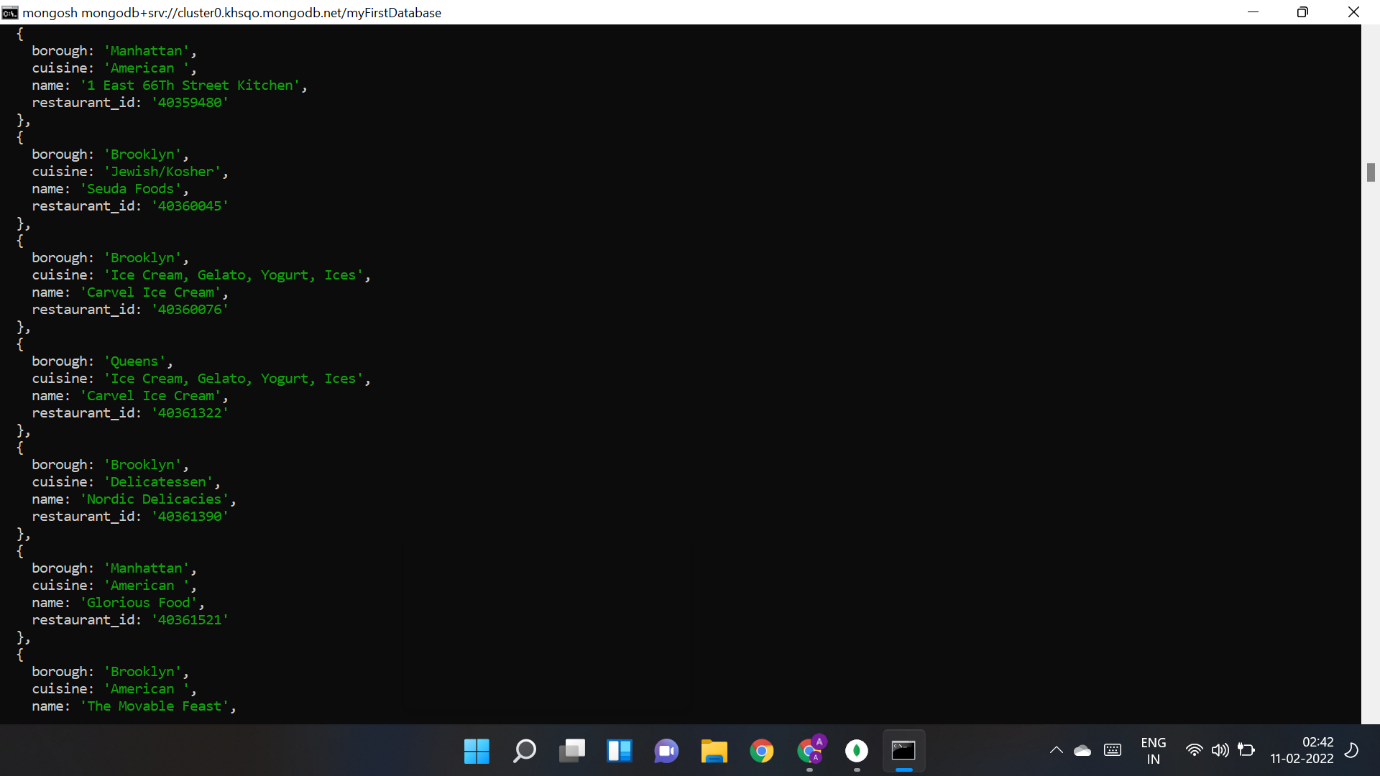 mongosh mongodb+srv://cluster0.khsqo.mongodb.net/myFirstDatabase
{
borough: 'Manhattan',
cuisine: 'American ',
name: '1 East 66Th Street Kitchen',
restaurant_id: '40359480'
},
{
borough: 'Brooklyn',
cuisine: 'Jewish/Kosher',
name: 'Seuda Foods',
restaurant_id: '40360045'
},
{
borough: 'Brooklyn',
cuisine: 'Ice Cream, Gelato, Yogurt, Ices',
name: 'Carvel Ice Cream',
restaurant_id: '40360076'
},
{
borough: 'Queens',
cuisine: 'Ice Cream, Gelato, Yogurt, Ices',
name: 'Carvel Ice Cream',
restaurant_id: '40361322'
},
{
borough: 'Brooklyn',
cuisine: 'Delicatessen',
name: 'Nordic Delicacies',
restaurant_id: '40361390'
},
{
borough: 'Manhattan',
cuisine: 'American ',
name: 'Glorious Food',
restaurant_id: '40361521'
},
{
borough: 'Brooklyn',
cuisine: 'American ',
name: 'The Movable Feast',
A
A
ENG
IN
02:42
11-02-2022